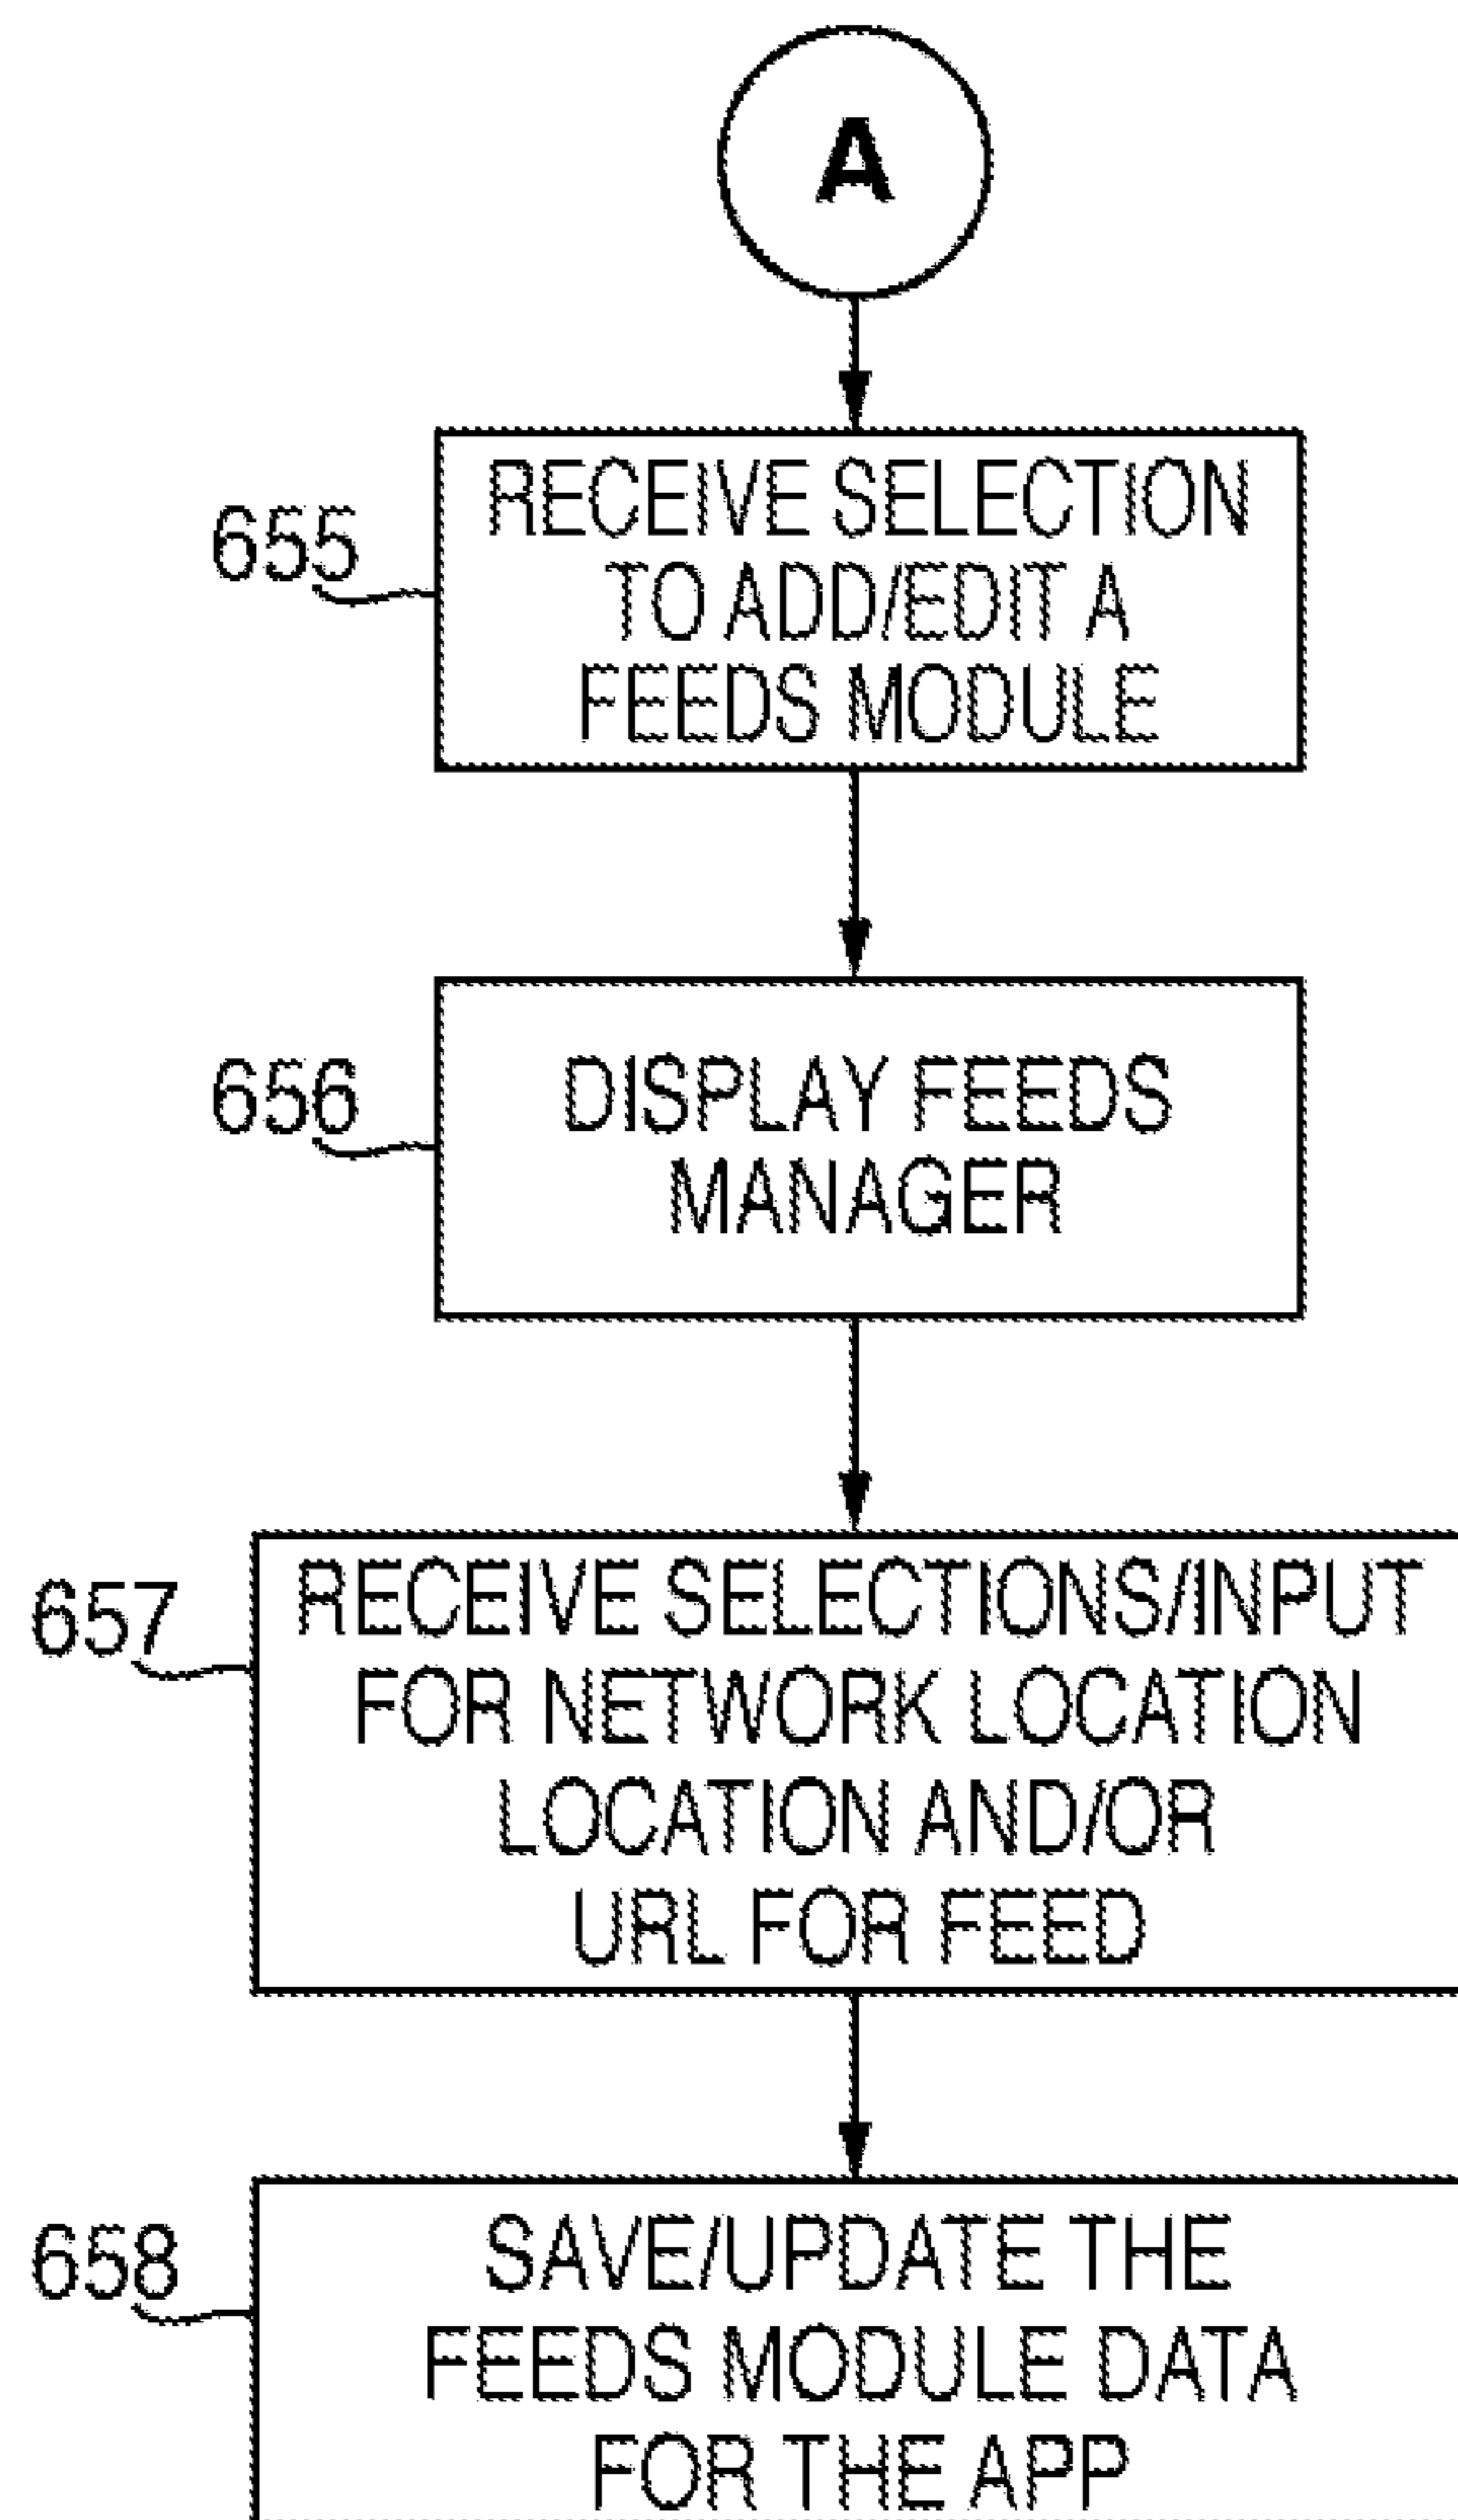 A
655
RECEIVE SELECTION
TO ADD/EDIT A
FEEDS MODULE
656
DISPLAY FEEDS
MANAGER
657
RECEIVE SELECTIONS/INPUT
FOR NETWORK LOCATION
LOCATION AND/OR
URL FOR FEED
658
SAVE/UPDATE THE
FEEDS MODULE DATA
FOR THE APP